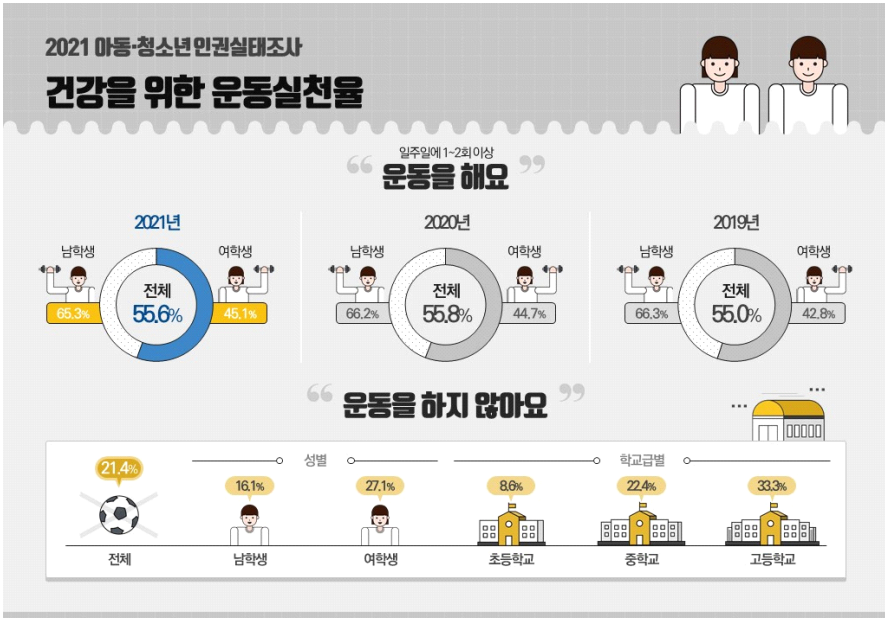 2021 아동·청소년 인권실태조사
건강을 위한 운동실천율
일주일에 1~2회 이상
“ 운동을 해요 ”
2021년
남학생
여학생
전체
55.6%
65.3%
45.1%
2020년
남학생
여학생
전체
55.8%
66.2%
44.7%
2019년
남학생
여학생
전체
55.0%
66.3%
42.8%
“ 운동을 하지 않아요 ”
21.4%
전체
성별
16.1%
27.1%
남학생
여학생
학교급별
8.6%
22.4%
33.3%
초등학교
중학교
고등학교